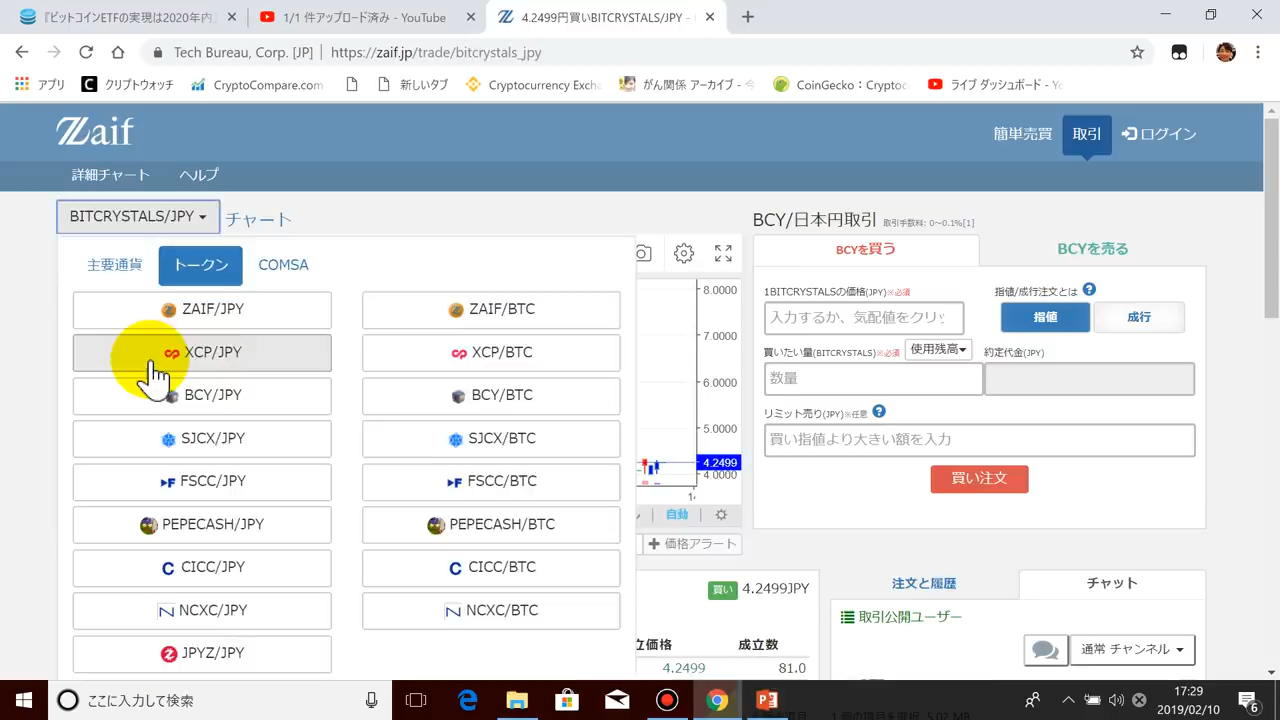 『ビットコインETFの実現は2020年内」
1/1 件アップロード済み - YouTube
4.2499円買いBITCRYSTALS/JPY -
Tech Bureau, Corp. [JP] | https://zaif.jp/trade/bitcrystals_jpy
アプリ
クリプトウォッチ
CryptoCompare.com
新しいタブ
Cryptocurrency Excha
がん関係 アーカイブ - 今
CoinGecko：Cryptoc
ライブ ダッシュボード - Yo
Zaif
簡単売買
取引
ログイン
詳細チャート
ヘルプ
BITCRYSTALS/JPY
チャート
主要通貨
トークン
COMSA
ZAIF/JPY
ZAIF/BTC
XCP/JPY
XCP/BTC
BCY/JPY
BCY/BTC
SJCX/JPY
SJCX/BTC
FSCC/JPY
FSCC/BTC
PEPECASH/JPY
PEPECASH/BTC
CICC/JPY
CICC/BTC
NCXC/JPY
NCXC/BTC
JPYZ/JPY
8.0000
7.0000
6.0000
5.0000
4.2499
4.0000
自動
価格アラート
買い 4.2499JPY
立価格
成立数
4.2499
81.0
BCY/日本円取引 取引手数料: 0～0.1%[1]
BCYを買う
BCYを売る
1BITCRYSTALSの価格(JPY)※必須
指値/成行注文とは
入力するか、気配値をクリッ
指値
成行
買いたい量(BITCRYSTALS)※必須
使用残高
約定代金(JPY)
数量
リミット売り(JPY)※任意
買い指値より大きい額を入力
買い注文
注文と履歴
チャット
取引公開ユーザー
通常 チャンネル
ここに入力して検索
17:29
2019/02/10
6